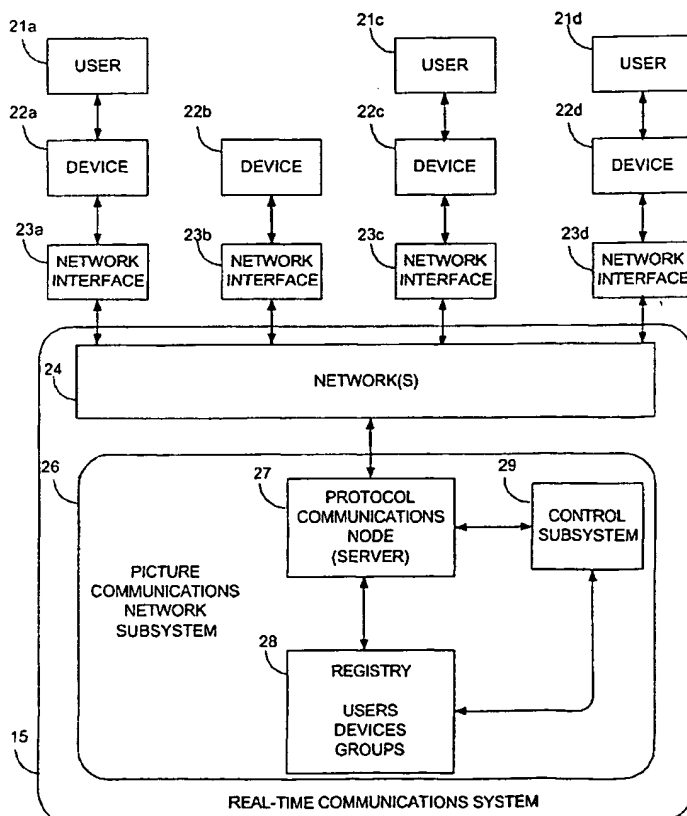 21a
USER
21c
USER
21d
USER
22a
DEVICE
22b
DEVICE
22c
DEVICE
22d
DEVICE
23a
NETWORK
INTERFACE
23b
NETWORK
INTERFACE
23c
NETWORK
INTERFACE
23d
NETWORK
INTERFACE
24
NETWORK(S)
26
27
PROTOCOL
COMMUNICATIONS
NODE
(SERVER)
29
CONTROL
SUBSYSTEM
PICTURE
COMMUNICATIONS
NETWORK
SUBSYSTEM
28
REGISTRY
USERS
DEVICES
GROUPS
15
REAL-TIME COMMUNICATIONS SYSTEM